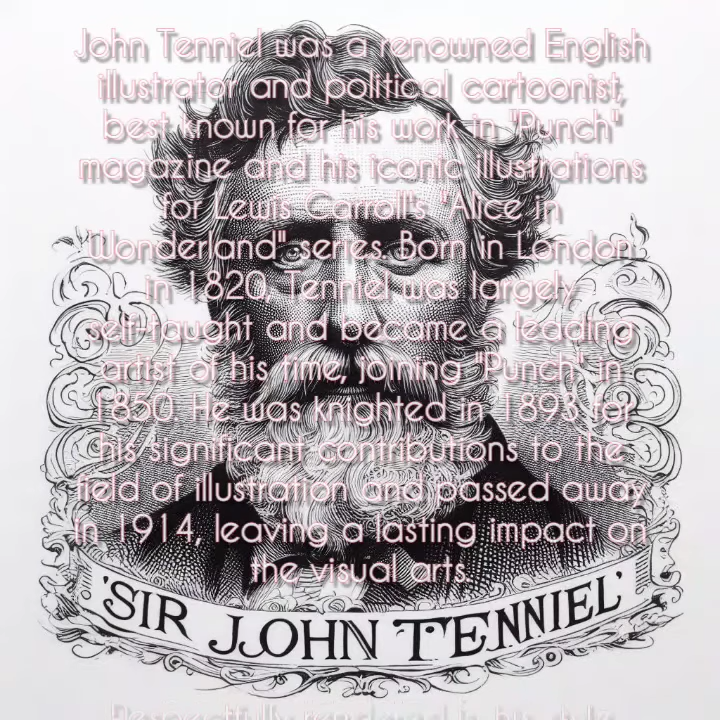 John Tenniel was a renowned English
illustrator and political cartoonist,
best known for his work in "Punch"
magazine and his iconic illustrations
for Lewis Carroll's "Alice in
Wonderland" series. Born in London
in 1820, Tenniel was largely
self-taught and became a leading
artist of his time, joining "Punch" in
1850. He was knighted in 1893 for
his significant contributions to the
field of illustration and passed away
in 1914, leaving a lasting impact on
the visual arts.
'SIR J.OHN TENNIEL'